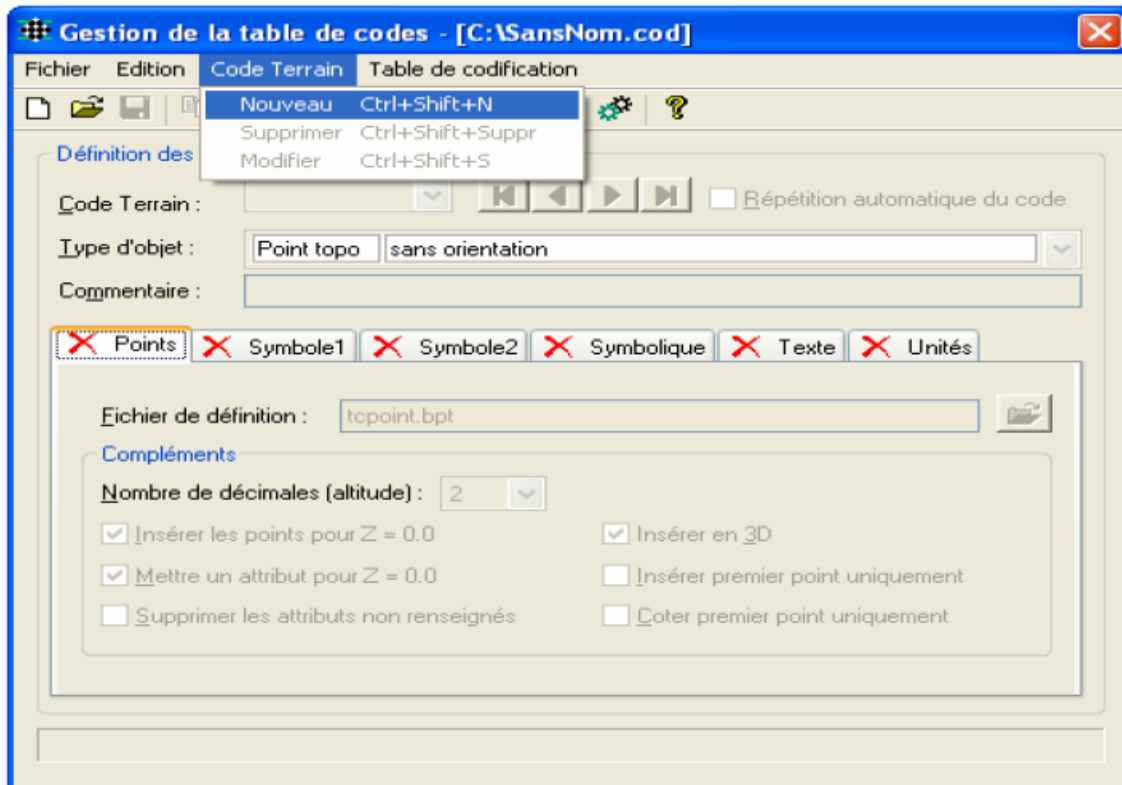 Gestion de la table de codes - [C:\SansNom.cod]
Fichier Edition Code Terrain Table de codification
Nouveau Ctrl+Shift+N
Supprimer Ctrl+Shift+Suppr
Modifier Ctrl+Shift+S
Définition des
Code Terrain :
Répétition automatique du code
Type d'objet : Point topo sans orientation
Commentaire :
Points Symbole1 Symbole2 Symbolique Texte Unités
Fichier de définition : tcpoint.bpt
Compléments
Nombre de décimales (altitude) : 2
Insérer les points pour Z = 0.0 Insérer en 3D
Mettre un attribut pour Z = 0.0 Insérer premier point uniquement
Supprimer les attributs non renseignés Coter premier point uniquement